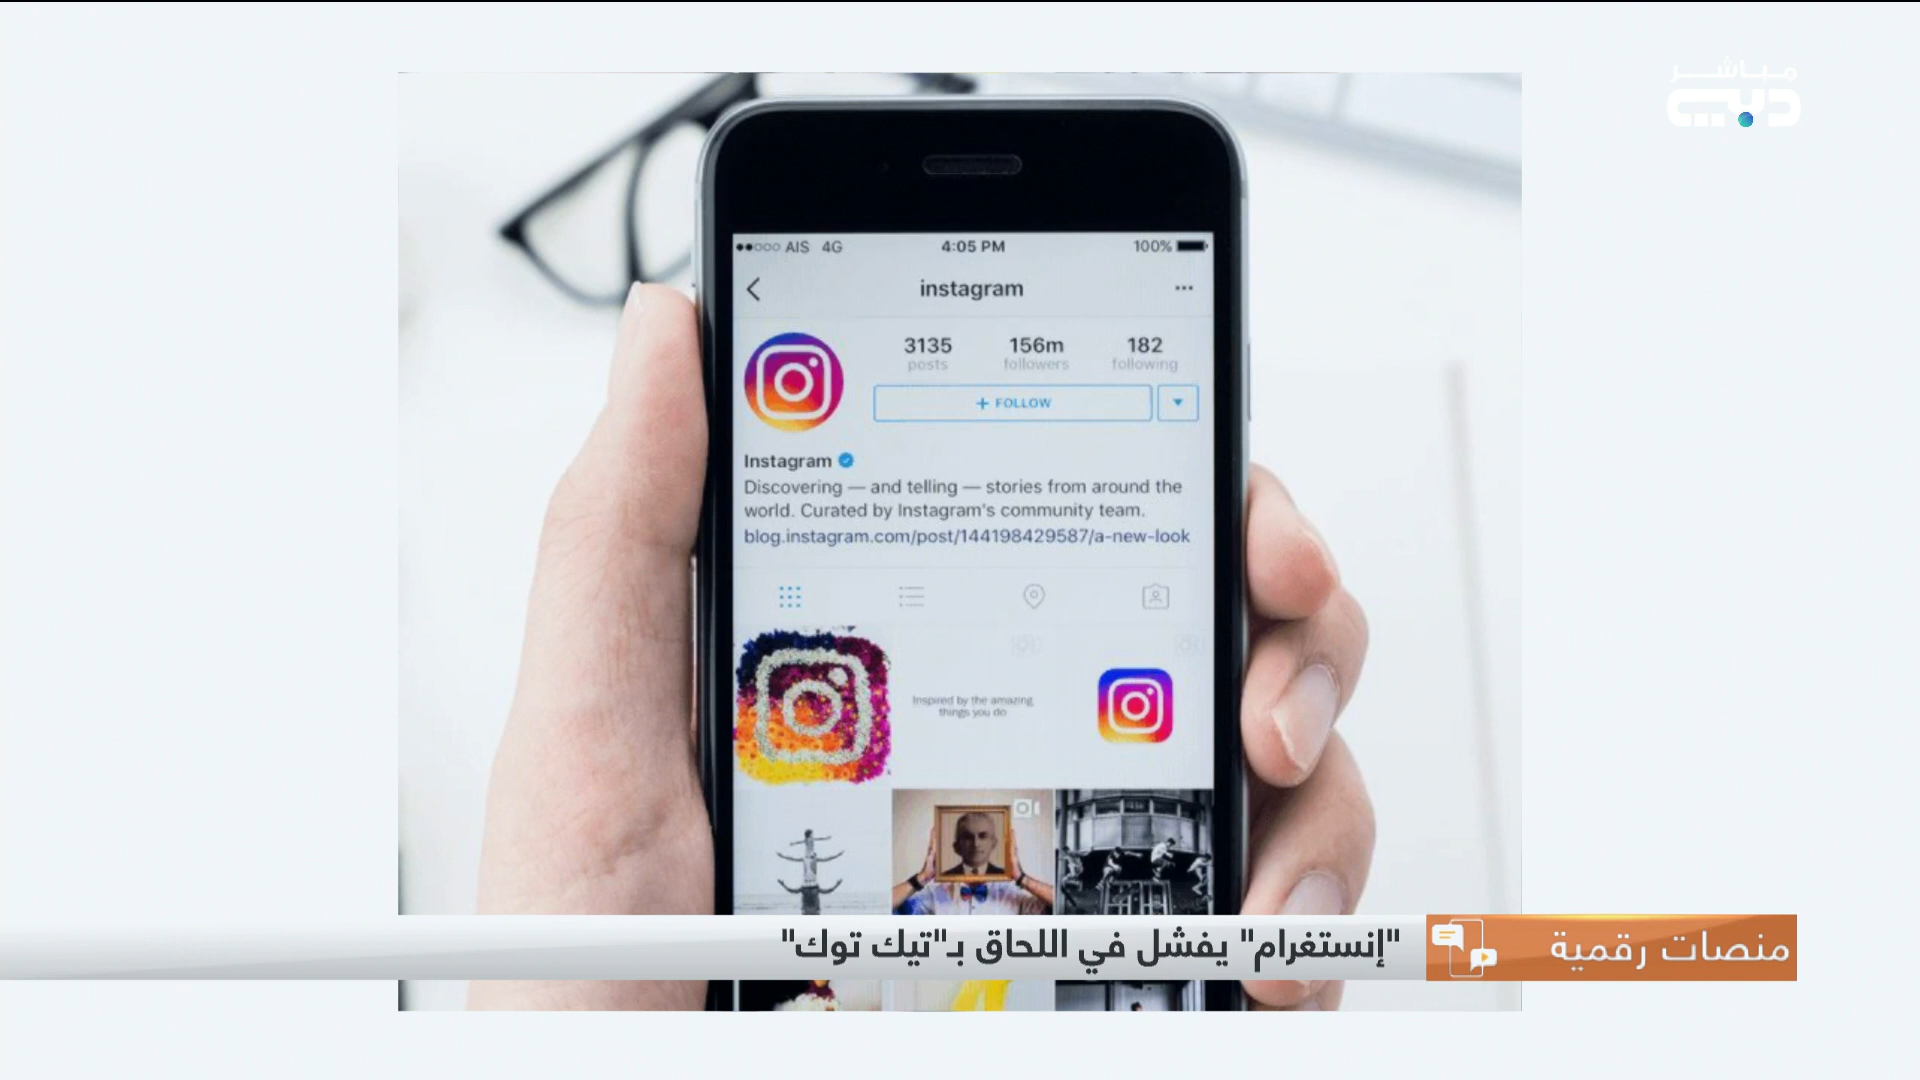 مباشر
دبي
●●○○○ AIS 4G 4:05 PM 100%
instagram
3135 156m 182
posts followers following
+ FOLLOW
Instagram
Discovering — and telling — stories from around the
world. Curated by Instagram's community team.
blog.instagram.com/post/144198429587/a-new-look
Inspired by the amazing
things you do
منصات رقمية
"إنستغرام" يفشل في اللحاق بـ"تيك توك"